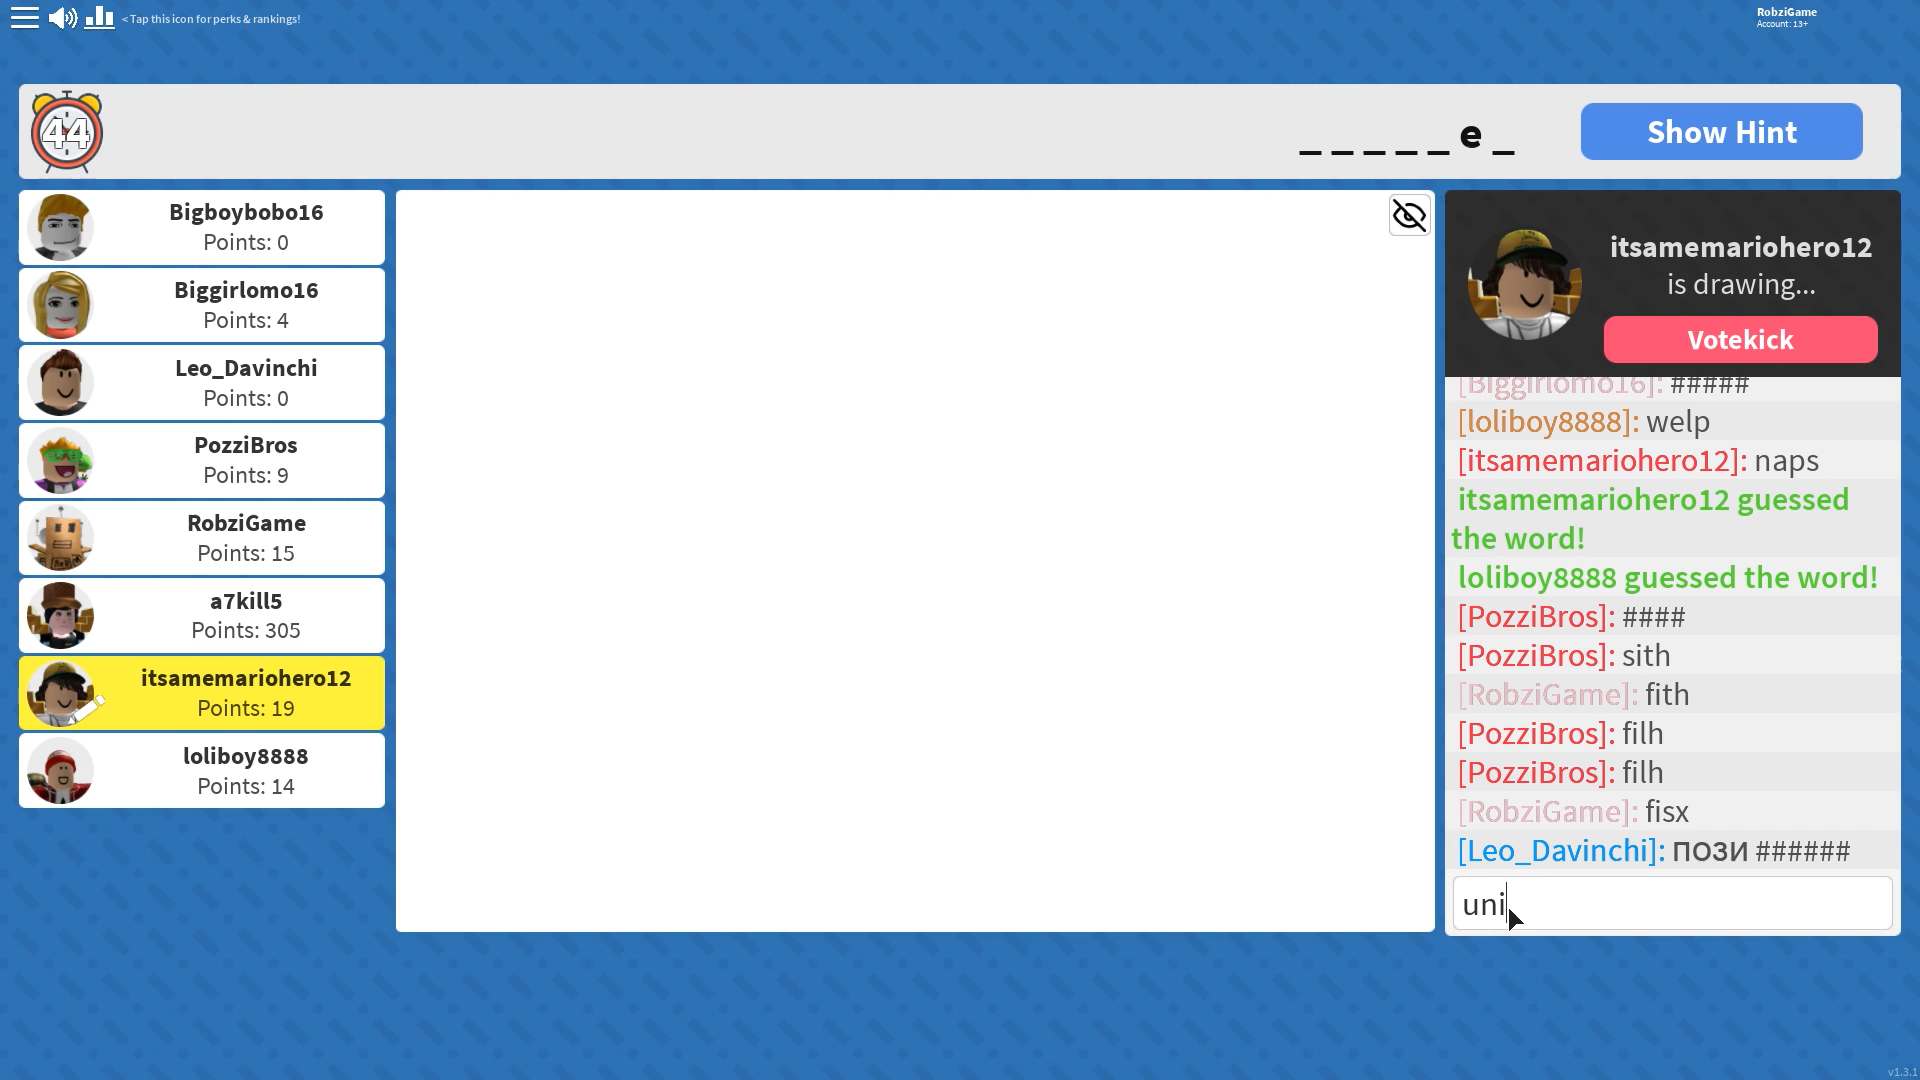 < Tap this icon for perks & rankings!
RobziGame
Account: 13+
44
_ _ _ _ _ e _
Show Hint
Bigboybobo16
Points: 0
Biggirlomo16
Points: 4
Leo_Davinchi
Points: 0
PozziBros
Points: 9
RobziGame
Points: 15
a7kill5
Points: 305
itsamemariohero12
Points: 19
loliboy8888
Points: 14
itsamemariohero12
is drawing...
Votekick
[Biggirlomo16]: #####
[loliboy8888]: welp
[itsamemariohero12]: naps
itsamemariohero12 guessed
the word!
loliboy8888 guessed the word!
[PozziBros]: ####
[PozziBros]: sith
[RobziGame]: fith
[PozziBros]: filh
[PozziBros]: filh
[RobziGame]: fisx
[Leo_Davinchi]: пОЗИ ######
uni
v1.3.1